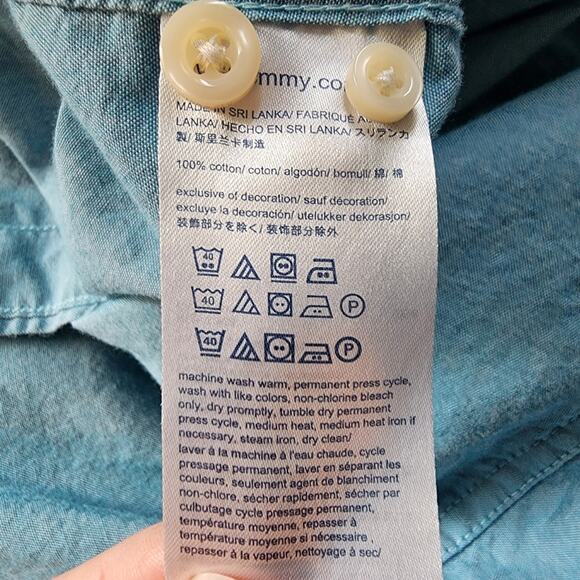 mmy.co
MADE IN SRI LANKA/ FABRIQUÉ AU
LANKA/ HECHO EN SRI LANKA/ スリランカ
製/ 斯里兰卡制造
100% cotton/ coton/ algodón/ bomull/ 綿/ 棉
exclusive of decoration/ sauf décoration/
excluye la decoración/ utelukker dekorasjon/
装飾部分を除く/ 装饰部分除外
40
40 P
40 P
machine wash warm, permanent press cycle,
wash with like colors, non-chlorine bleach
only, dry promptly, tumble dry permanent
press cycle, medium heat, medium heat iron if
necessary, steam iron, dry clean/
laver à la machine à l'eau chaude, cycle
pressage permanent, laver en séparant les
couleurs, seulement agent de blanchiment
non-chlore, sécher rapidement, sécher par
culbutage cycle pressage permanent,
température moyenne, repasser à
température moyenne si nécessaire ,
repasser à la vapeur, nettoyage à sec/